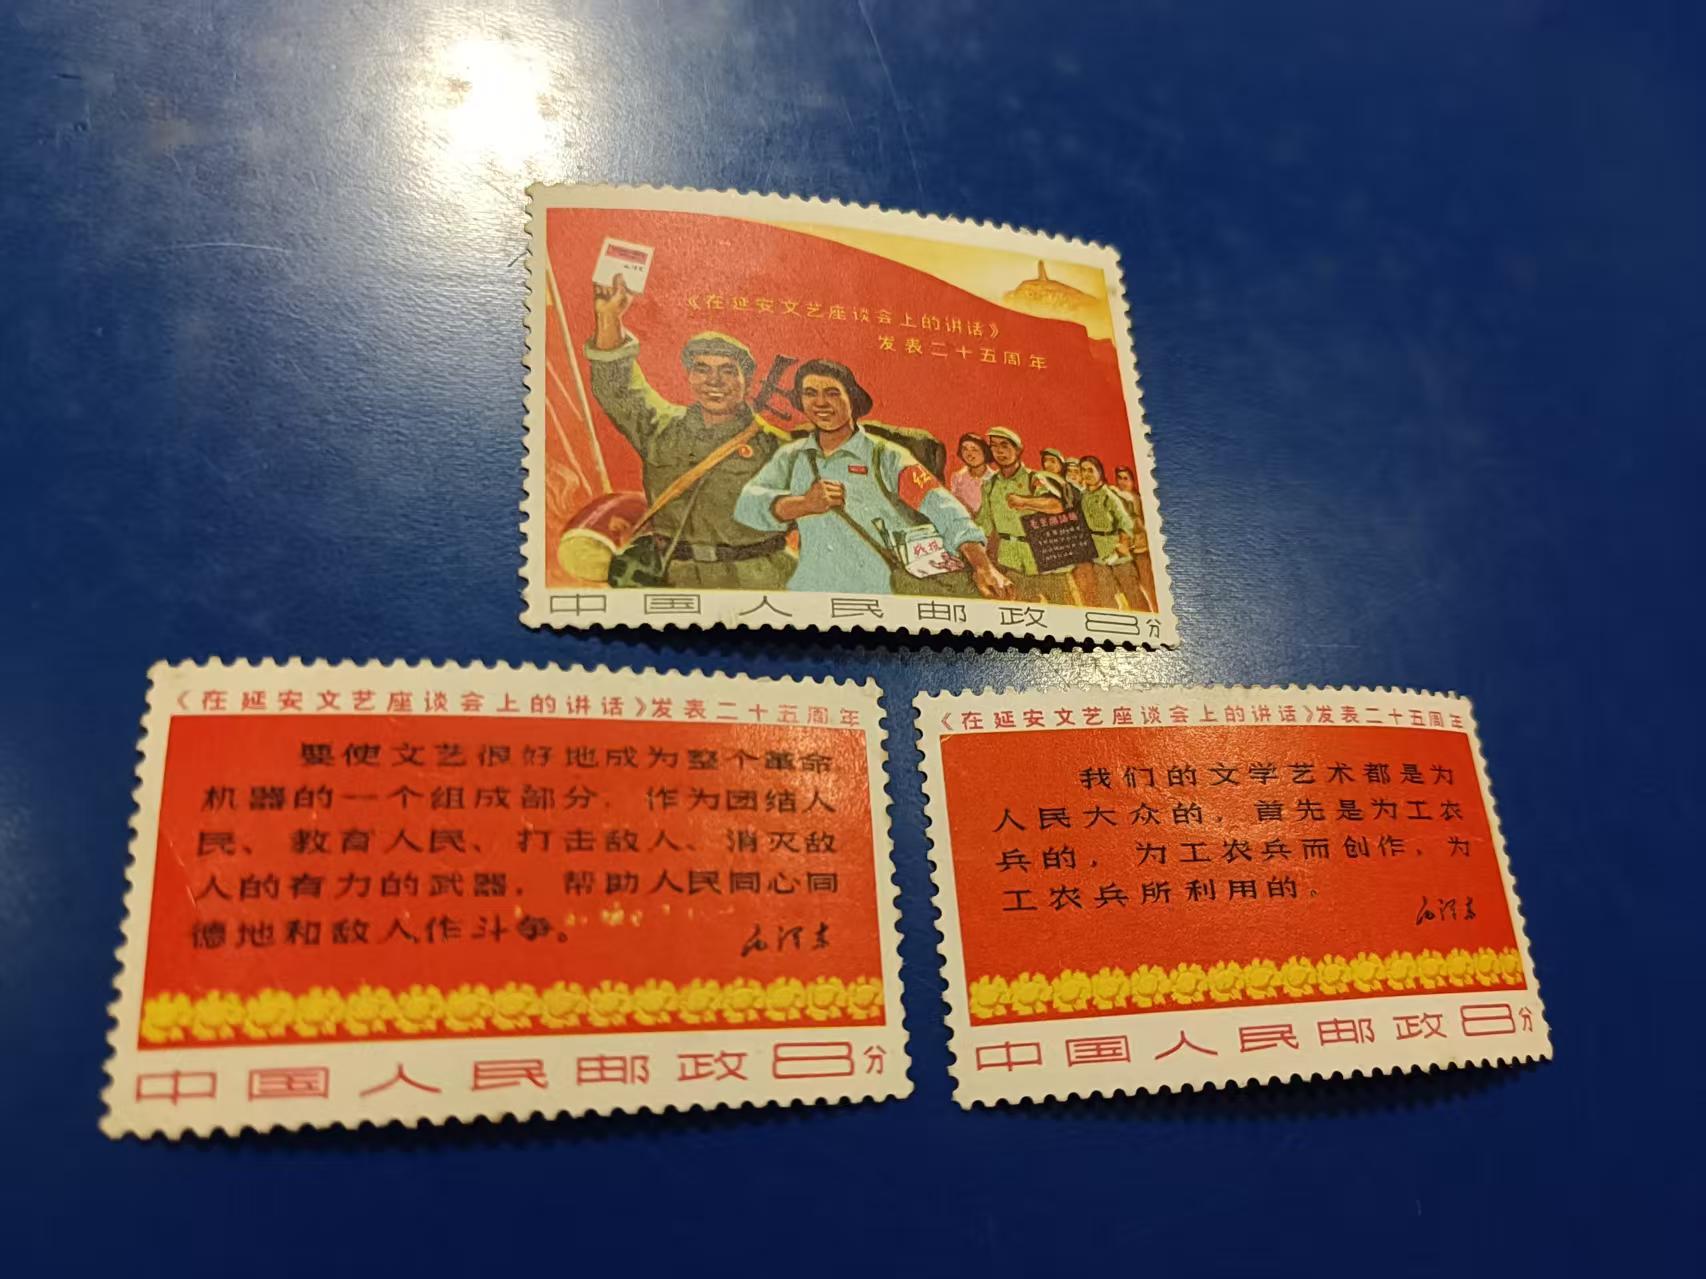 《在延安文艺座谈会上的讲话》
发表二十五周年
红
中国人民邮政 8分
《在延安文艺座谈会上的讲话》发表二十五周年
要使文艺很好地成为整个革命
机器的一个组成部分，作为团结人
民、教育人民、打击敌人、消灭敌
人的有力的武器，帮助人民同心同
德地和敌人作斗争。
毛泽东
中国人民邮政 8分
《在延安文艺座谈会上的讲话》发表二十五周年
我们的文学艺术都是为
人民大众的，首先是为工农
兵的，为工农兵而创作，为
工农兵所利用的。
毛泽东
中国人民邮政 8分